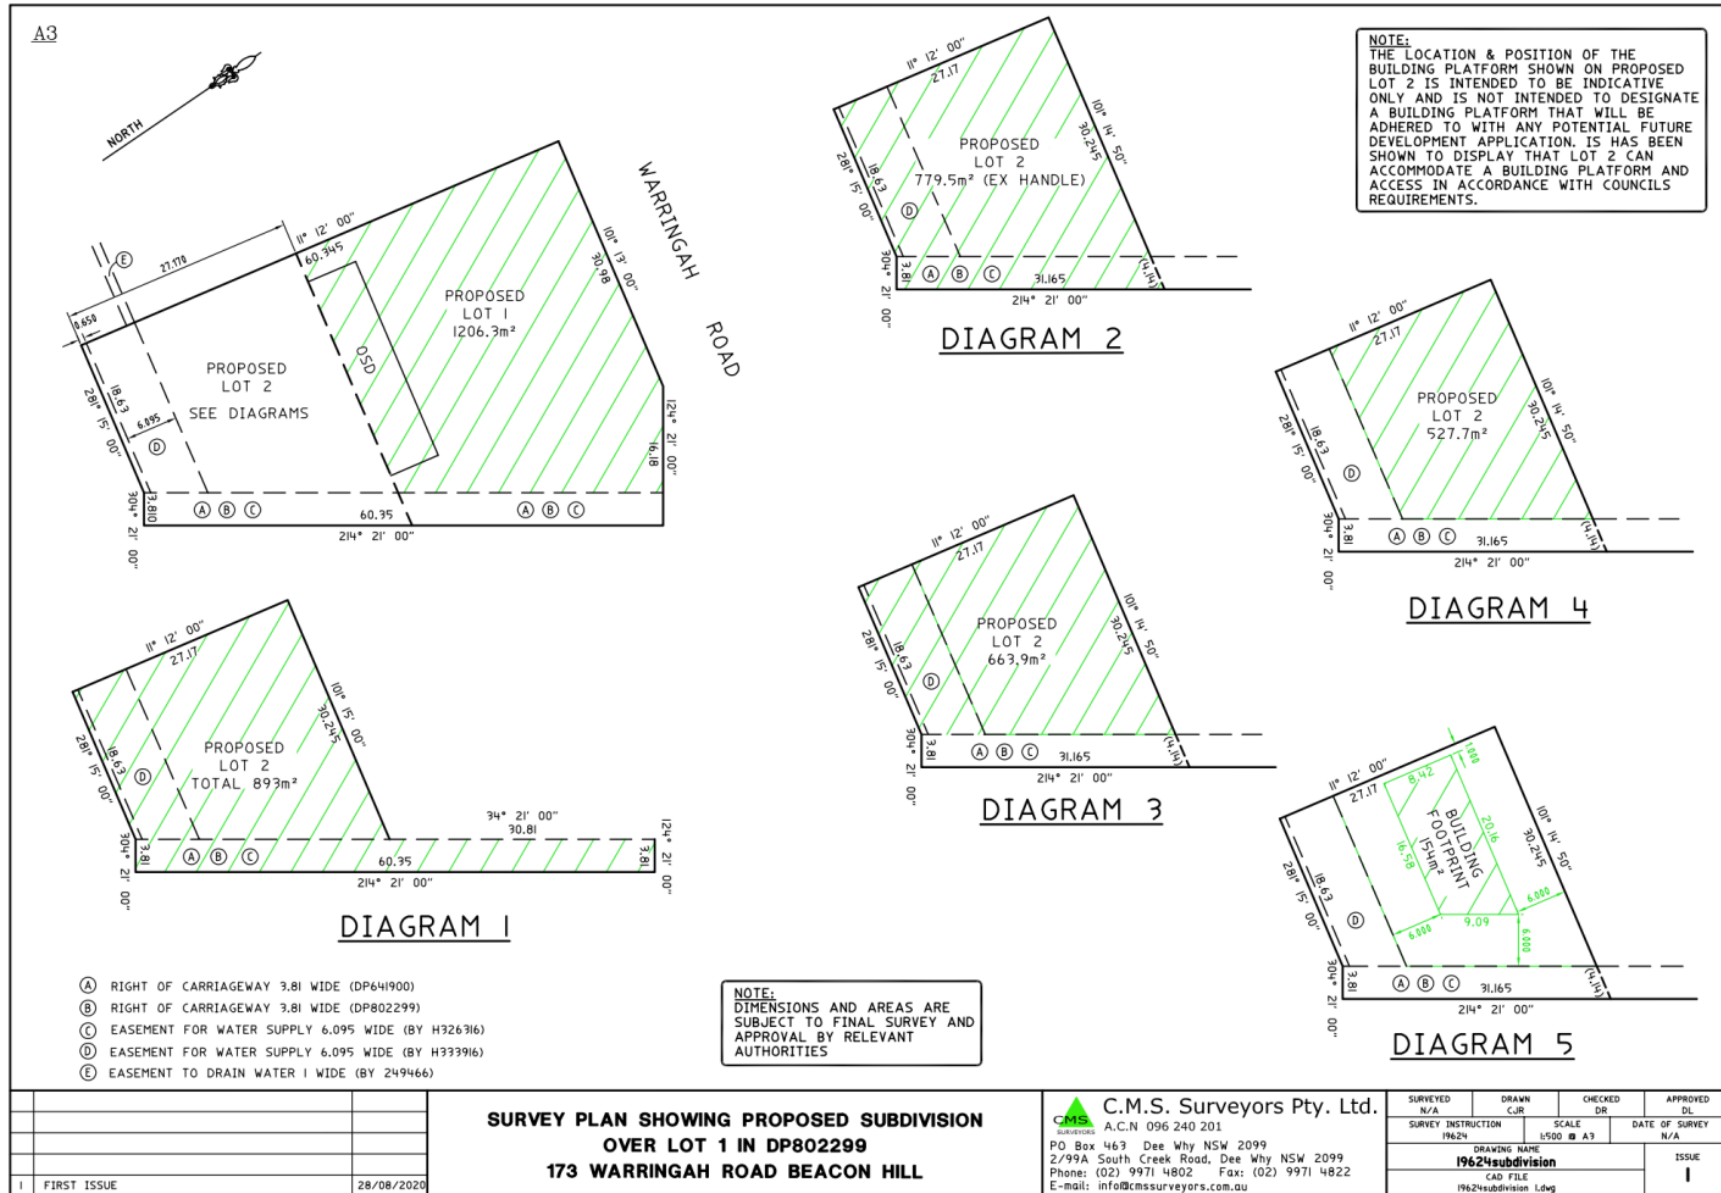 A3
NORTH
WARRINGAH
ROAD
E
27.170
0.650
11° 12' 00"
60.345
101° 13' 00"
30.98
PROPOSED
LOT 1
1206.3m²
OSD
PROPOSED
LOT 2
SEE DIAGRAMS
18.63
281° 15' 00"
6.095
D
124° 21' 00"
16.18
3.810
304° 21' 00"
A B C
60.35
A B C
214° 21' 00"
11° 12' 00"
27.17
101° 14' 50"
30.245
PROPOSED
LOT 2
779.5m² (EX HANDLE)
18.63
281° 15' 00"
D
304° 21' 00"
3.81
A B C
31.165
(4.14)
214° 21' 00"
DIAGRAM 2
NOTE:
THE LOCATION & POSITION OF THE
BUILDING PLATFORM SHOWN ON PROPOSED
LOT 2 IS INTENDED TO BE INDICATIVE
ONLY AND IS NOT INTENDED TO DESIGNATE
A BUILDING PLATFORM THAT WILL BE
ADHERED TO WITH ANY POTENTIAL FUTURE
DEVELOPMENT APPLICATION. IS HAS BEEN
SHOWN TO DISPLAY THAT LOT 2 CAN
ACCOMMODATE A BUILDING PLATFORM AND
ACCESS IN ACCORDANCE WITH COUNCILS
REQUIREMENTS.
11° 12' 00"
27.17
101° 14' 50"
30.245
PROPOSED
LOT 2
527.7m²
18.63
281° 15' 00"
D
304° 21' 00"
3.81
A B C
31.165
(4.14)
214° 21' 00"
DIAGRAM 4
11° 12' 00"
27.17
101° 14' 50"
30.245
PROPOSED
LOT 2
663.9m²
18.63
281° 15' 00"
D
304° 21' 00"
3.81
A B C
31.165
(4.14)
214° 21' 00"
DIAGRAM 3
11° 12' 00"
27.17
101° 15' 00"
30.245
PROPOSED
LOT 2
TOTAL 893m²
18.63
281° 15' 00"
D
34° 21' 00"
30.81
124° 21' 00"
3.81
304° 21' 00"
3.81
A B C
60.35
214° 21' 00"
DIAGRAM 1
11° 12' 00"
27.17
1.000
8.42
BUILDING
FOOTPRINT
154m²
20.16
16.58
101° 14' 50"
30.245
6.000
9.09
6.000
6.000
18.63
281° 15' 00"
D
304° 21' 00"
3.81
A B C
31.165
(4.14)
214° 21' 00"
DIAGRAM 5
A RIGHT OF CARRIAGEWAY 3.81 WIDE (DP641900)
B RIGHT OF CARRIAGEWAY 3.81 WIDE (DP802299)
C EASEMENT FOR WATER SUPPLY 6.095 WIDE (BY H326316)
D EASEMENT FOR WATER SUPPLY 6.095 WIDE (BY H333916)
E EASEMENT TO DRAIN WATER 1 WIDE (BY 249466)
NOTE:
DIMENSIONS AND AREAS ARE
SUBJECT TO FINAL SURVEY AND
APPROVAL BY RELEVANT
AUTHORITIES
1 FIRST ISSUE 28/08/2020
SURVEY PLAN SHOWING PROPOSED SUBDIVISION
OVER LOT 1 IN DP802299
173 WARRINGAH ROAD BEACON HILL
CMS
SURVEYORS
C.M.S. Surveyors Pty. Ltd.
A.C.N 096 240 201
PO Box 463 Dee Why NSW 2099
2/99A South Creek Road, Dee Why NSW 2099
Phone: (02) 9971 4802 Fax: (02) 9971 4822
E-mail: info@cmssurveyors.com.au
SURVEYED
N/A
DRAWN
CJR
CHECKED
DR
APPROVED
DL
SURVEY INSTRUCTION
19624
SCALE
1:500 @ A3
DATE OF SURVEY
N/A
DRAWING NAME
19624subdivision
CAD FILE
19624subdivision 1.dwg
ISSUE
1